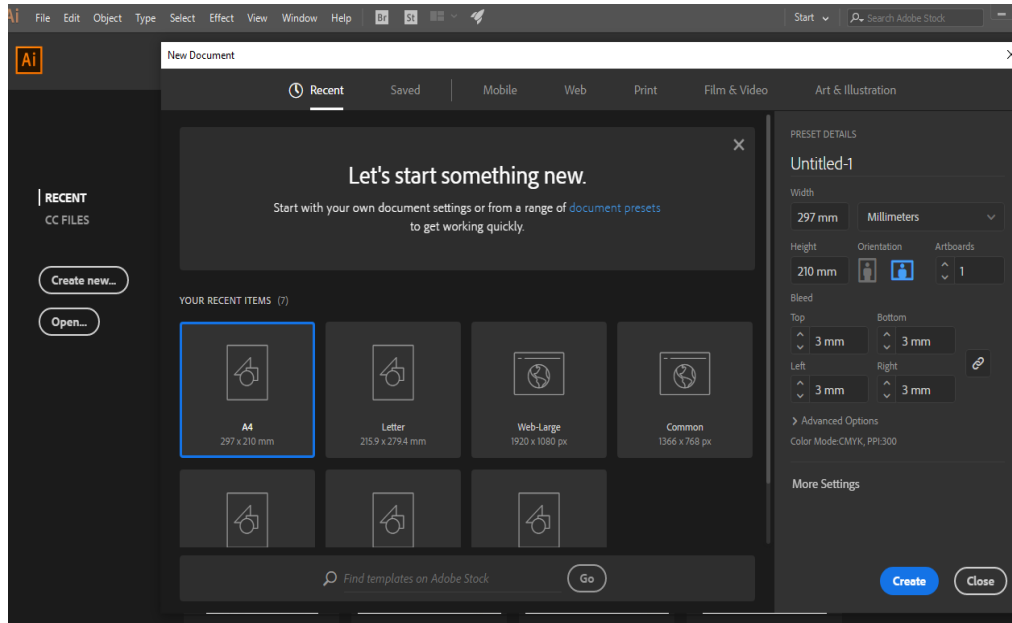 Ai File Edit Object Type Select Effect View Window Help Br St Start Search Adobe Stock
Ai
New Document
Recent Saved Mobile Web Print Film & Video Art & Illustration
RECENT
CC FILES
Create new...
Open...
Let's start something new.
Start with your own document settings or from a range of document presets
to get working quickly.
YOUR RECENT ITEMS (7)
A4
297 x 210 mm
Letter
215.9 x 279.4 mm
Web-Large
1920 x 1080 px
Common
1366 x 768 px
Find templates on Adobe Stock Go
PRESET DETAILS
Untitled-1
Width
297 mm Millimeters
Height Orientation Artboards
210 mm 1
Bleed
Top Bottom
3 mm 3 mm
Left Right
3 mm 3 mm
Advanced Options
Color Mode:CMYK, PPI:300
More Settings
Create Close